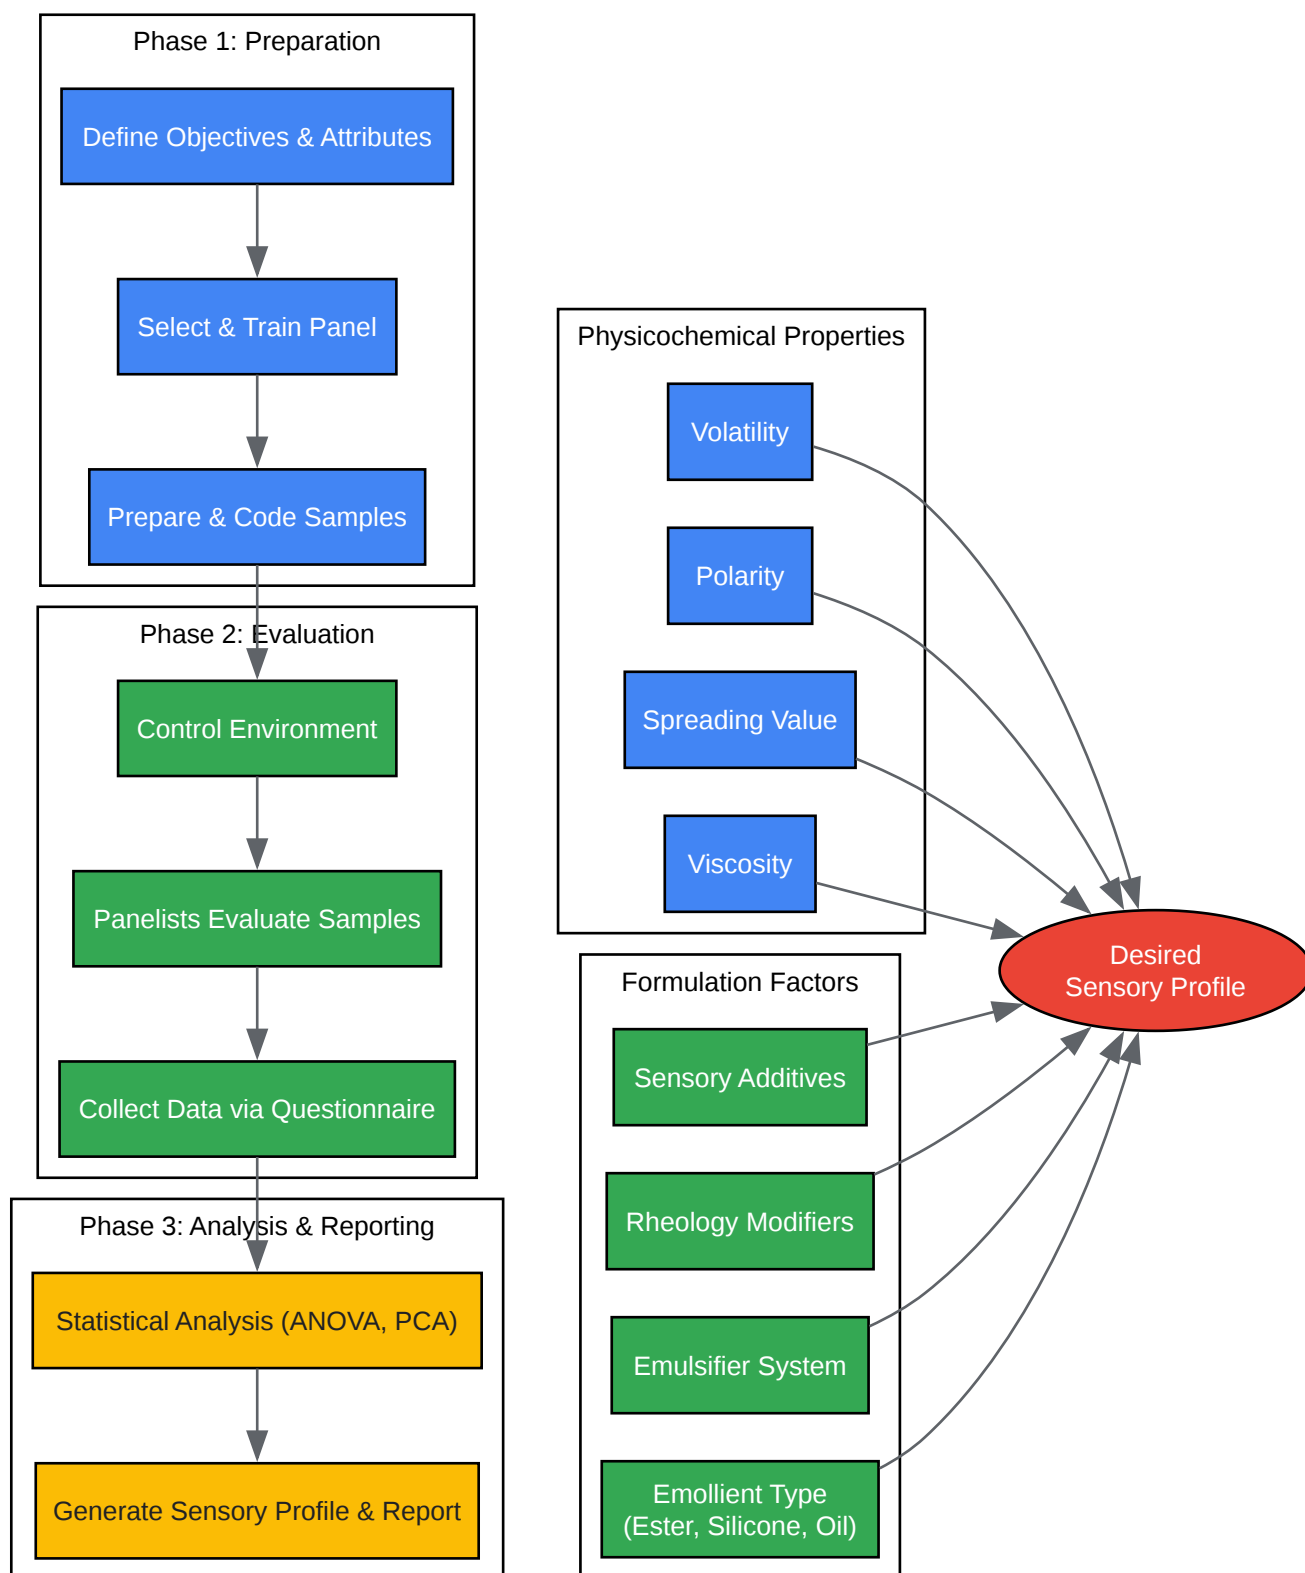 Phase 1: Preparation
Define Objectives & Attributes
Select & Train Panel
Prepare & Code Samples
Phase 2: Evaluation
Control Environment
Panelists Evaluate Samples
Collect Data via Questionnaire
Phase 3: Analysis & Reporting
Statistical Analysis (ANOVA, PCA)
Generate Sensory Profile & Report
Physicochemical Properties
Volatility
Polarity
Spreading Value
Viscosity
Formulation Factors
Sensory Additives
Rheology Modifiers
Emulsifier System
Emollient Type
(Ester, Silicone, Oil)
Desired
Sensory Profile